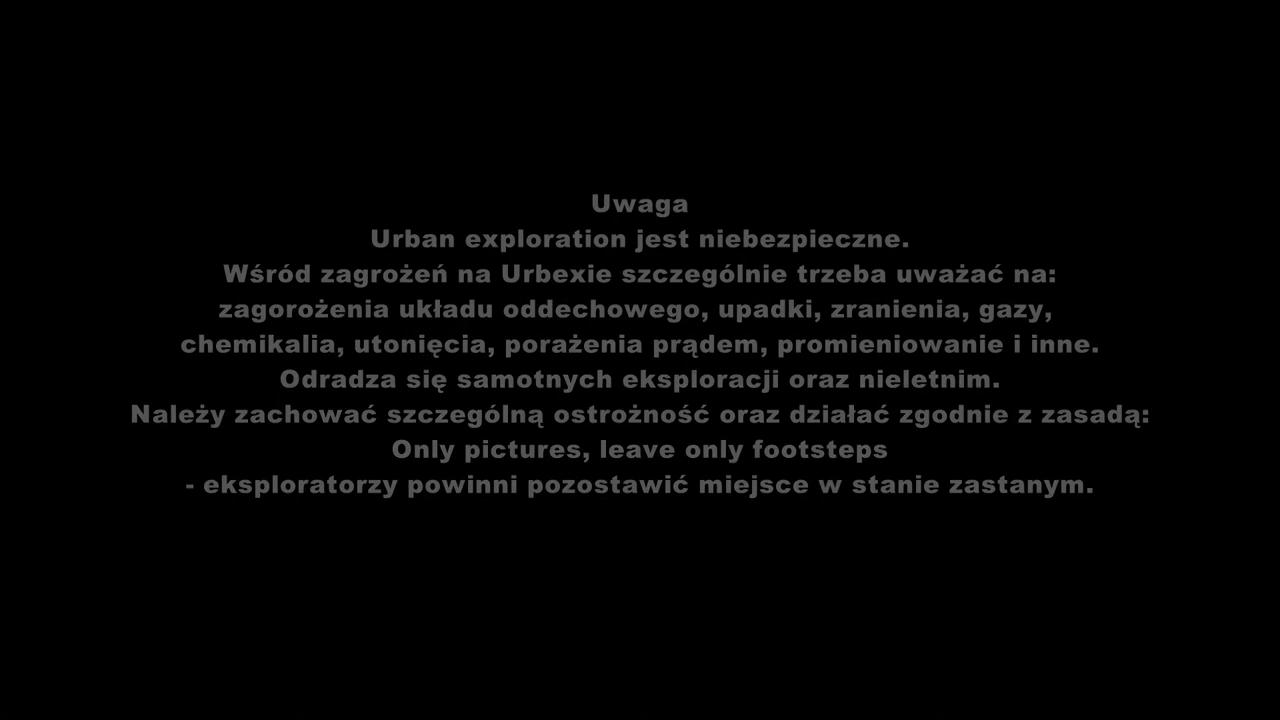 Uwaga
Urban exploration jest niebezpieczne.
Wśród zagrożeń na Urbexie szczególnie trzeba uważać na:
zagorożenia układu oddechowego, upadki, zranienia, gazy,
chemikalia, utonięcia, porażenia prądem, promieniowanie i inne.
Odradza się samotnych eksploracji oraz nieletnim.
Należy zachować szczególną ostrożność oraz działać zgodnie z zasadą:
Only pictures, leave only footsteps
- eksploratorzy powinni pozostawić miejsce w stanie zastanym.